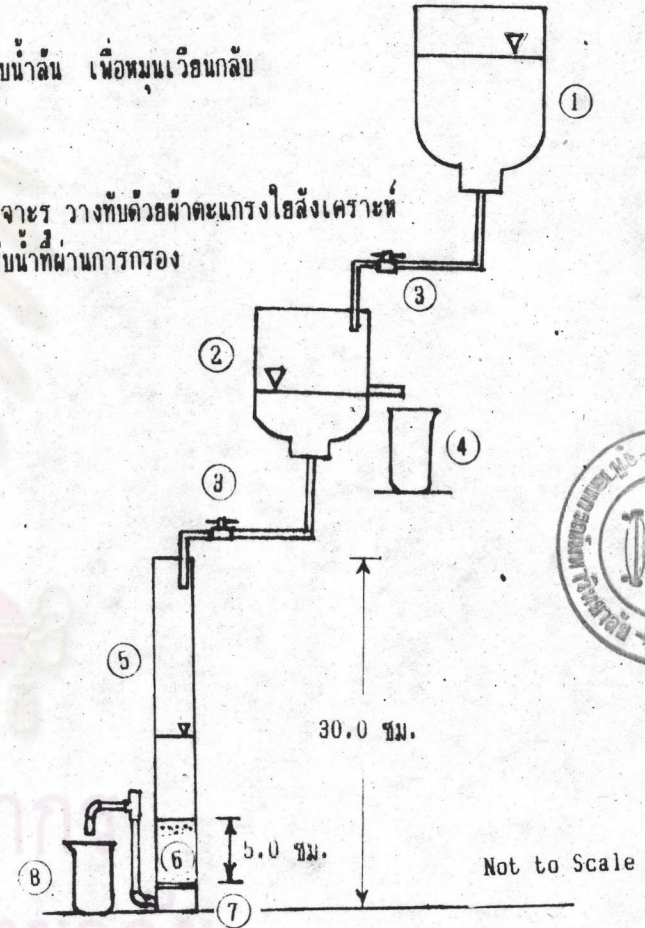 บน้ำล้น เพื่อหมุนเวียนกลับ
①
จาะรู วางทับด้วยผ้าตะแกรงใยสังเคราะห์
บน้ำที่ผ่านการกรอง
③
②
④
③
⑤
30.0 ซม.
⑥
5.0 ซม.
⑧
Not to Scale
⑦